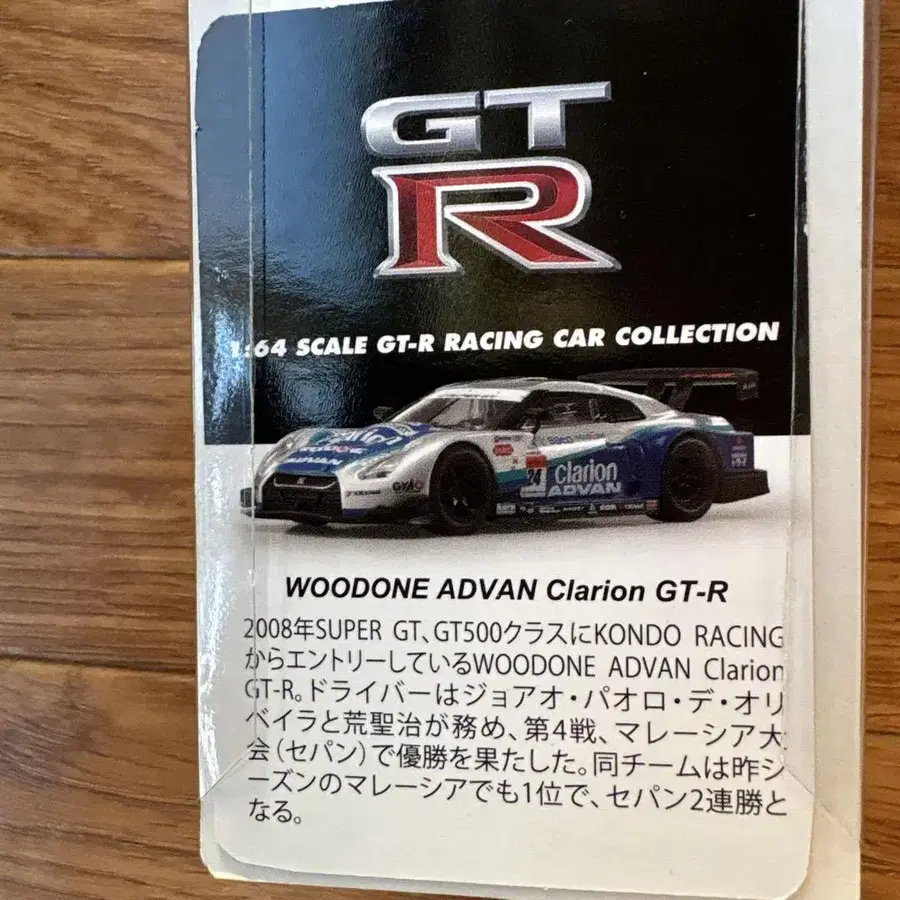 GT
R
1:64 SCALE GT-R RACING CAR COLLECTION
WOODONE
ADVAN
GYAO
24
Clarion
ADVAN
WOODONE ADVAN Clarion GT-R
2008年SUPER GT、GT500クラスにKONDO RACING
からエントリーしているWOODONE ADVAN Clarion
GT-R。ドライバーはジョアオ・パオロ・デ・オリ
ベイラと荒聖治が務め、第4戦、マレーシア大
会(セパン)で優勝を果たした。同チームは昨シ
ーズンのマレーシアでも1位で、セパン2連勝と
なる。